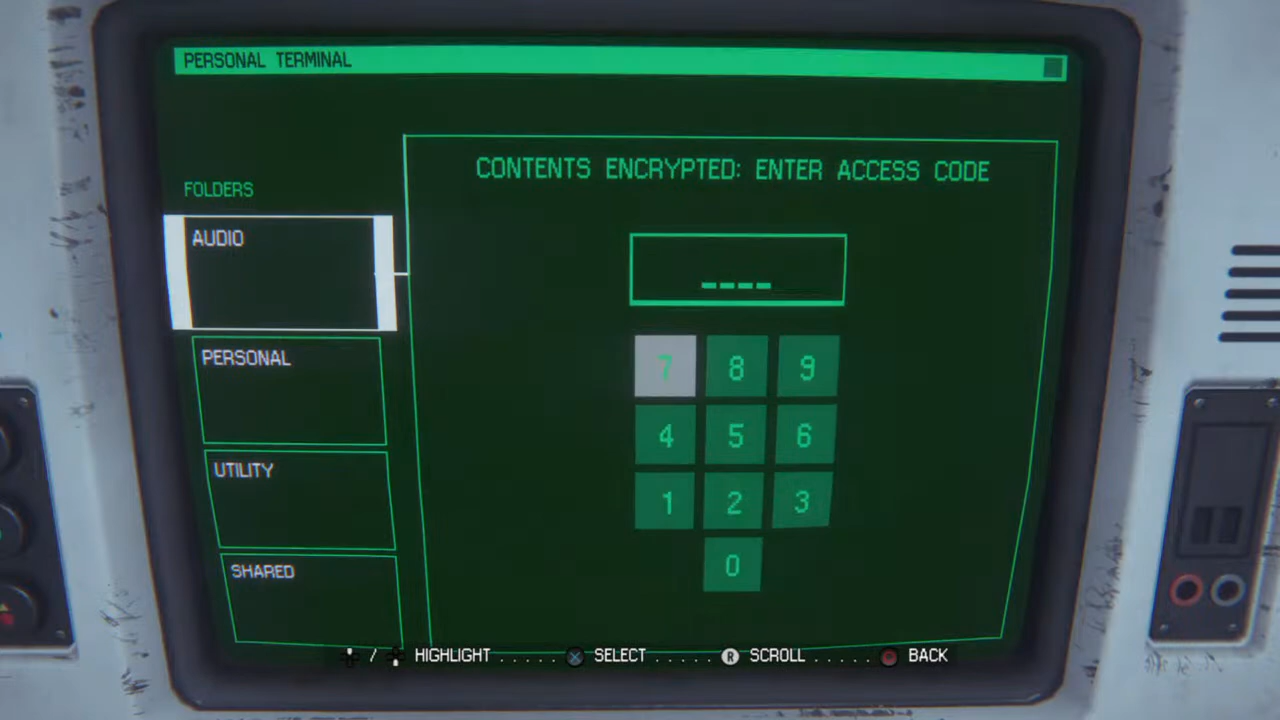 PERSONAL TERMINAL
FOLDERS
AUDIO
PERSONAL
UTILITY
SHARED
CONTENTS ENCRYPTED: ENTER ACCESS CODE
_ _ _ _
7 8 9
4 5 6
1 2 3
0
/ HIGHLIGHT ..... SELECT ..... R SCROLL ..... BACK